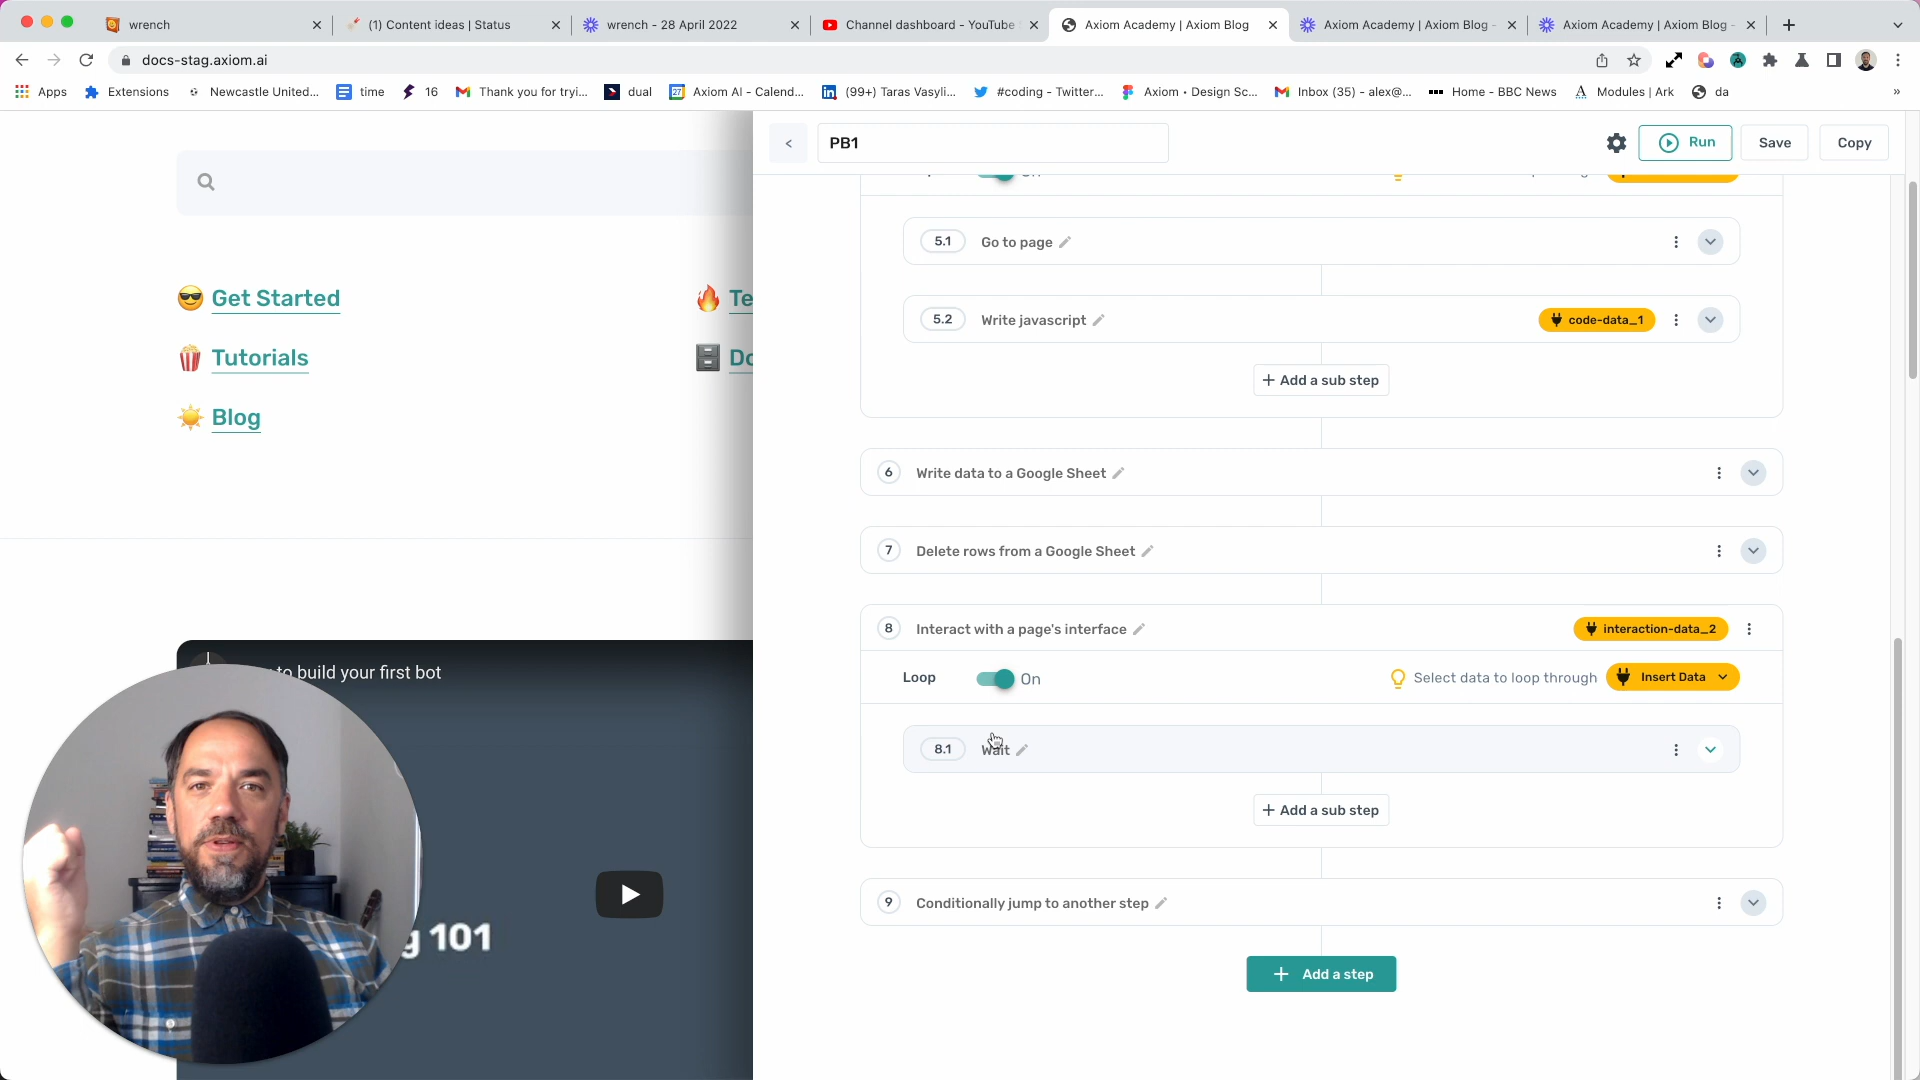 wrench
(1) Content ideas | Status
wrench - 28 April 2022
Channel dashboard - YouTube
Axiom Academy | Axiom Blog
Axiom Academy | Axiom Blog -
Axiom Academy | Axiom Blog -
docs-stag.axiom.ai
Apps
Extensions
Newcastle United...
time
16
Thank you for tryi...
dual
Axiom AI - Calend...
(99+) Taras Vasyli...
#coding - Twitter...
Axiom • Design Sc...
Inbox (35) - alex@...
Home - BBC News
Modules | Ark
da
»
< PB1
Run
Save
Copy
5.1 Go to page
5.2 Write javascript
code-data_1
+ Add a sub step
6 Write data to a Google Sheet
7 Delete rows from a Google Sheet
8 Interact with a page's interface
interaction-data_2
Loop
On
Select data to loop through
Insert Data
8.1 Wait
+ Add a sub step
9 Conditionally jump to another step
+ Add a step
😎 Get Started
🔥 Te
🍿 Tutorials
🗄️ Do
☀️ Blog
to build your first bot
g 101